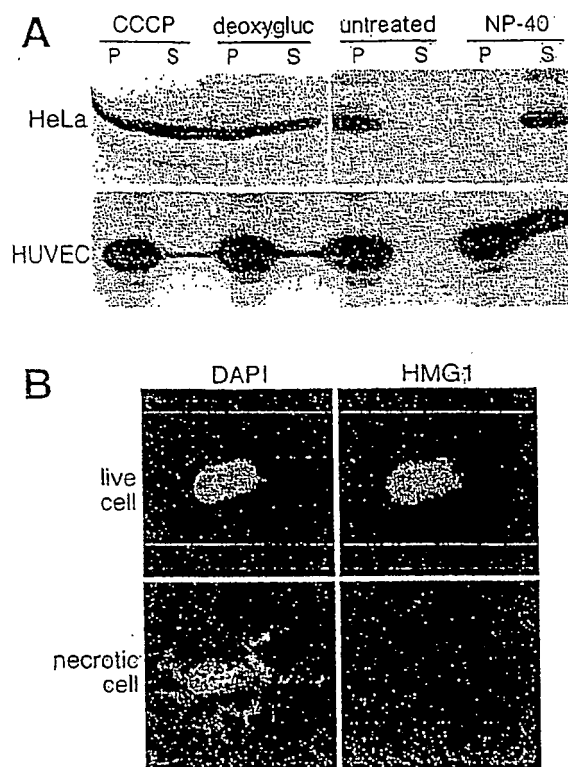 A
CCCP deoxygluc untreated NP-40
P S P S P S P S
HeLa
HUVEC
B
DAPI HMG1
live
cell
necrotic
cell